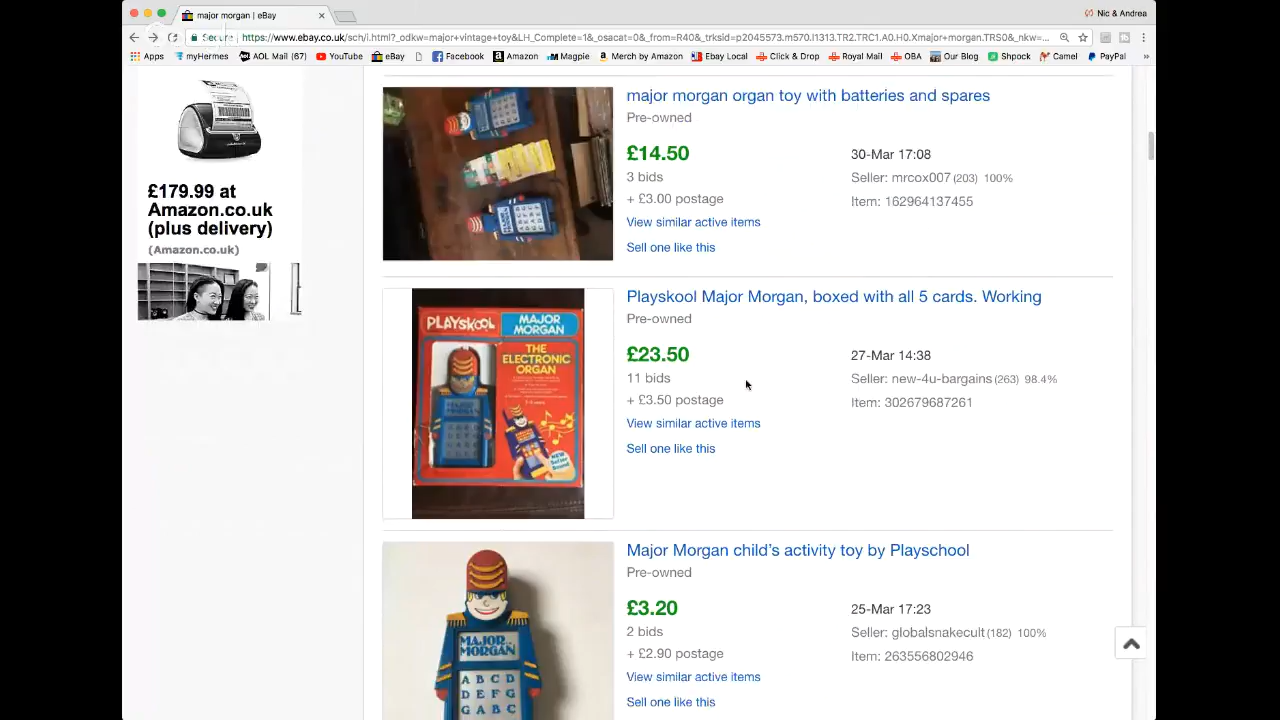 major morgan | eBay
Nic & Andrea
Secure https://www.ebay.co.uk/sch/i.html?_odkw=major+vintage+toy&LH_Complete=1&_osacat=0&_from=R40&_trksid=p2045573.m570.l1313.TR2.TRC1.A0.H0.Xmajor+morgan.TRS0&_nkw=...
Apps myHermes AOL Mail (67) YouTube eBay Facebook Amazon Magpie Merch by Amazon Ebay Local Click & Drop Royal Mail OBA Our Blog Shpock Camel PayPal »
£179.99 at
Amazon.co.uk
(plus delivery)
(Amazon.co.uk)
major morgan organ toy with batteries and spares
Pre-owned
£14.50
3 bids
+ £3.00 postage
View similar active items
Sell one like this
30-Mar 17:08
Seller: mrcox007 (203) 100%
Item: 162964137455
PLAYSKOOL
MAJOR
MORGAN
THE
ELECTRONIC
ORGAN
Playskool Major Morgan, boxed with all 5 cards. Working
Pre-owned
£23.50
11 bids
+ £3.50 postage
View similar active items
Sell one like this
27-Mar 14:38
Seller: new-4u-bargains (263) 98.4%
Item: 302679687261
MAJOR
MORGAN
A B C D
D E F G
G A B C
Major Morgan child's activity toy by Playschool
Pre-owned
£3.20
2 bids
+ £2.90 postage
View similar active items
Sell one like this
25-Mar 17:23
Seller: globalsnakecult (182) 100%
Item: 263556802946